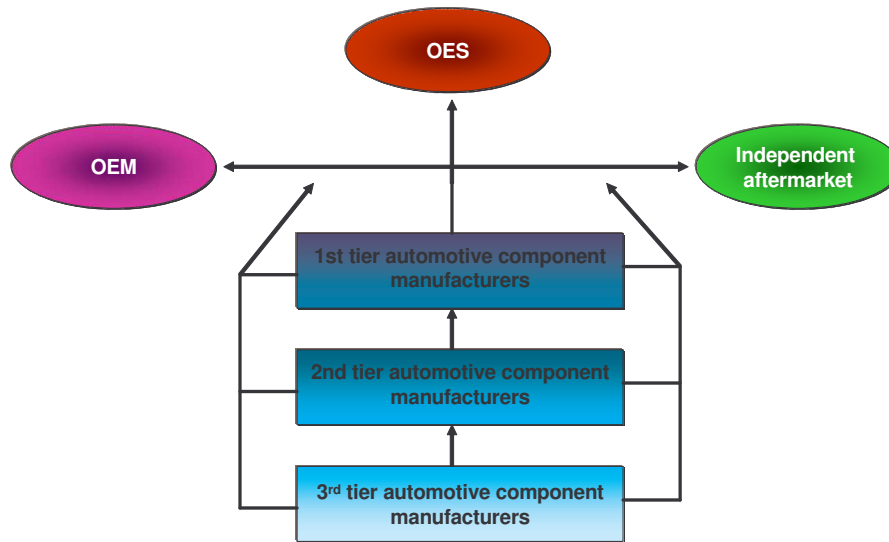 OES
OEM
Independent
aftermarket
1st tier automotive component
manufacturers
2nd tier automotive component
manufacturers
3rd tier automotive component
manufacturers